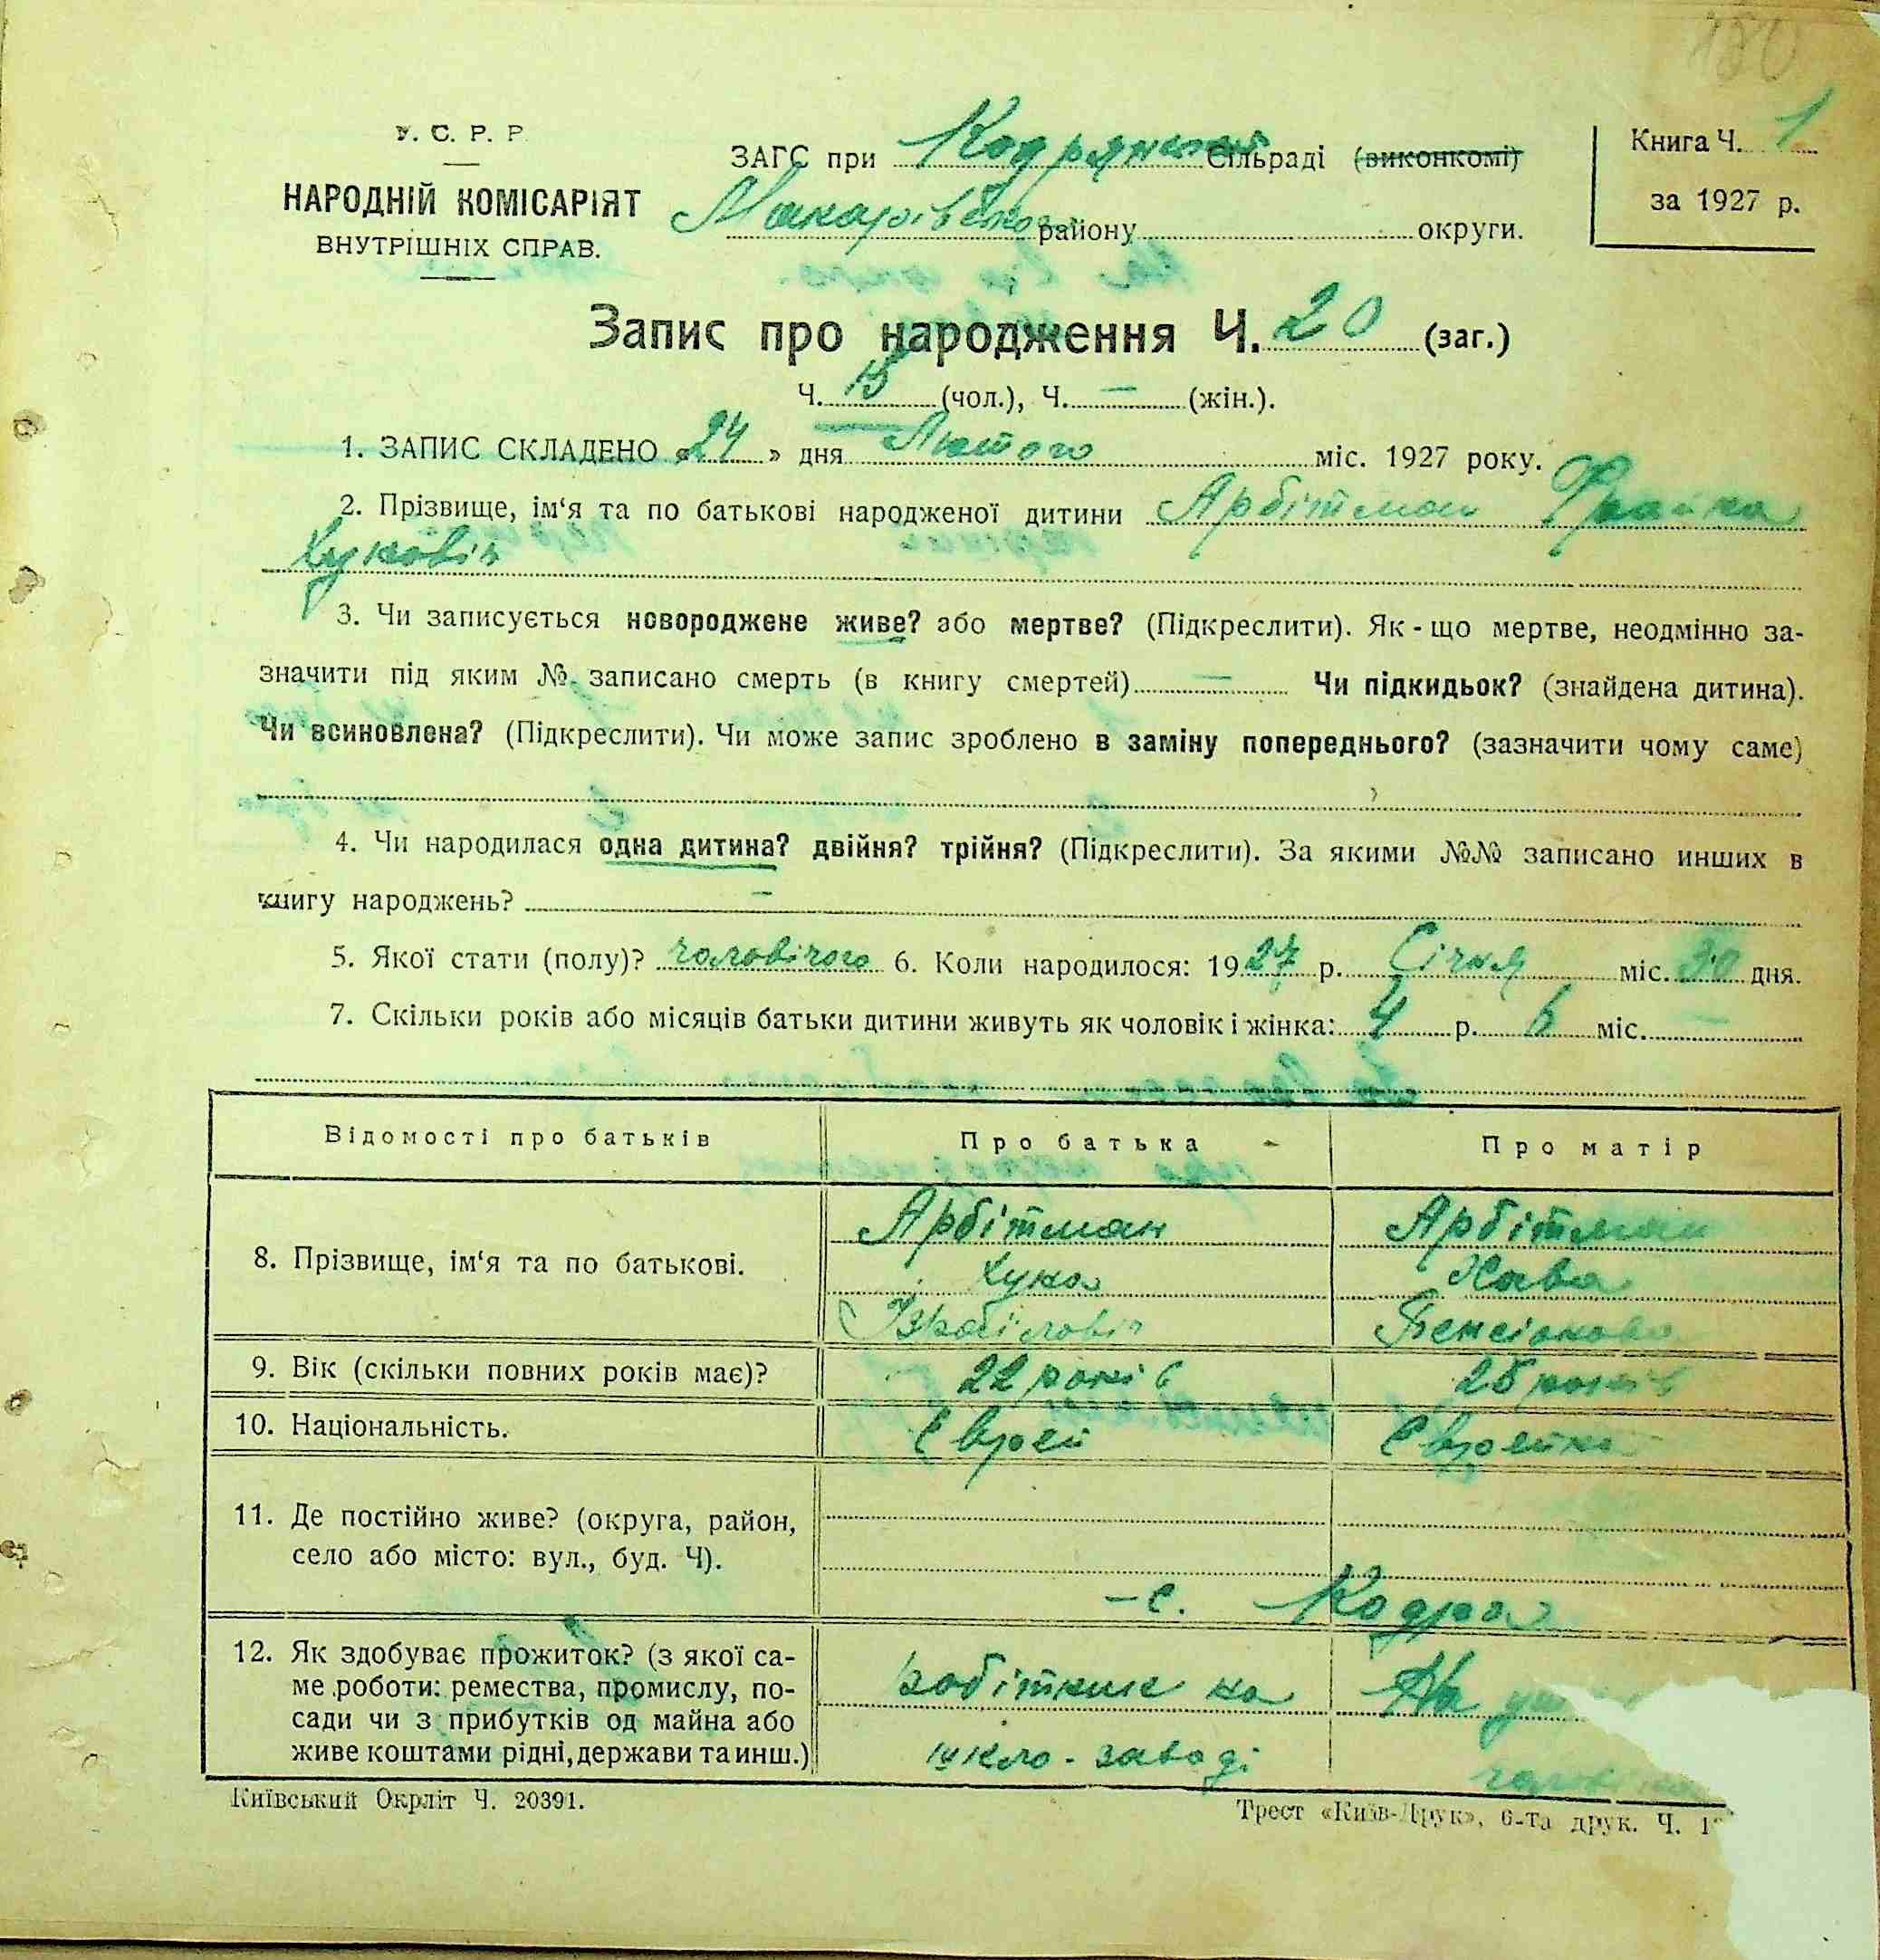 180
У. С. Р. Р.
НАРОДНІЙ КОМІСАРІЯТ
ВНУТРІШНІХ СПРАВ.
ЗАГС при Кодрянській Сільраді (виконкомі)
Макарівського району округи.
Книга Ч. 1
за 1927 р.
Запис про народження Ч. 20 (заг.)
Ч. 15 (чол.), Ч. — (жін.).
1. ЗАПИС СКЛАДЕНО «24» дня Лютого міс. 1927 року.
2. Прізвище, ім‘я та по батькові народженої дитини Арбітман
3. Чи записується новороджене живе? або мертве? (Підкреслити). Як-що мертве, неодмінно за-
значити під яким №. записано смерть (в книгу смертей) — Чи підкидьок? (знайдена дитина).
Чи всиновлена? (Підкреслити). Чи може запис зроблено в заміну попереднього? (зазначити чому саме)
4. Чи народилася одна дитина? двійня? трійня? (Підкреслити). За якими №№ записано инших в
книгу народжень? —
5. Якої стати (полу)? чоловічого 6. Коли народилося: 1927 р. Січня міс. 30 дня.
7. Скільки років або місяців батьки дитини живуть як чоловік і жінка: 4 р. 6 міс. —
Відомості про батьків Про батька Про матір
8. Прізвище, ім‘я та по батькові.
Арбітман Арбітман
Хава
9. Вік (скільки повних років має)? 22 років 25 років
10. Національність. Єврей Єврейка
11. Де постійно живе? (округа, район,
село або місто: вул., буд. Ч).
— с. Кодра
12. Як здобуває прожиток? (з якої са-
ме роботи: ремества, промислу, по-
сади чи з прибутків од майна або
живе коштами рідні, держави та инш.)
робітник на На
шкло-заводі
Київський Окрліт Ч. 20391.
Трест «Київ-Друк», 6-та друк. Ч.